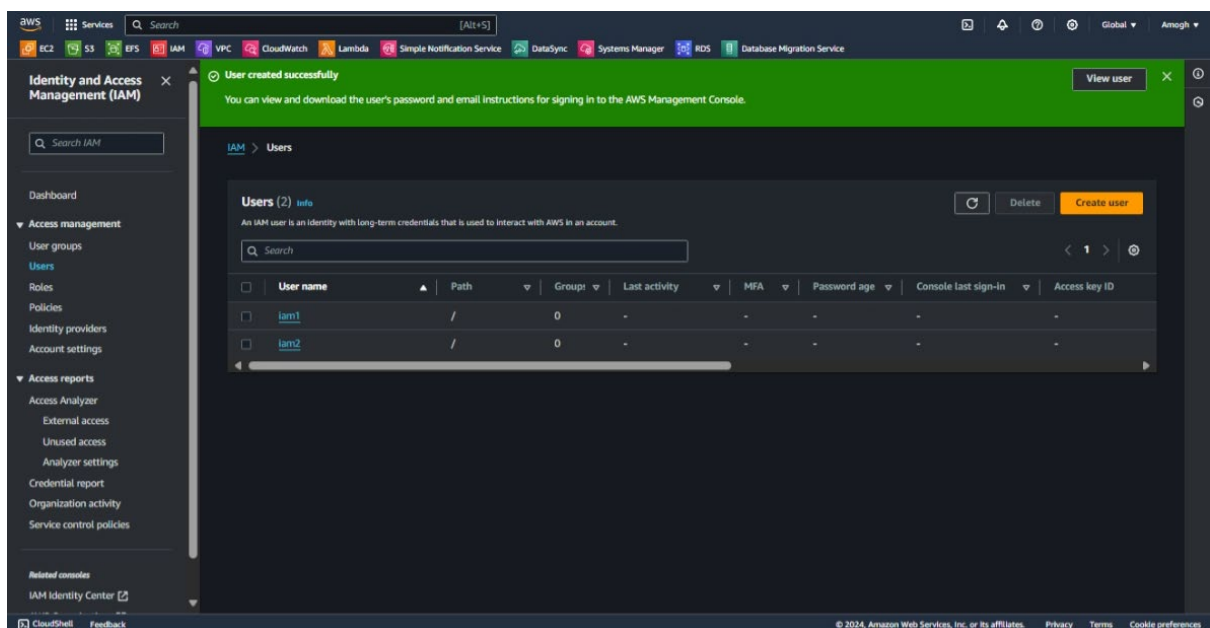 aws Services Search [Alt+S] Global Amogh
EC2 S3 EFS IAM VPC CloudWatch Lambda Simple Notification Service DataSync Systems Manager RDS Database Migration Service
Identity and Access Management (IAM)
Search IAM
Dashboard
Access management
User groups
Users
Roles
Policies
Identity providers
Account settings
Access reports
Access Analyzer
External access
Unused access
Analyzer settings
Credential report
Organization activity
Service control policies
Related consoles
IAM Identity Center
User created successfully
You can view and download the user's password and email instructions for signing in to the AWS Management Console.
View user
IAM > Users
Users (2) Info
Delete Create user
An IAM user is an identity with long-term credentials that is used to interact with AWS in an account.
Search
1
User name Path Group: Last activity MFA Password age Console last sign-in Access key ID
iam1 / 0 - - - - -
iam2 / 0 - - - - -
CloudShell Feedback © 2024, Amazon Web Services, Inc. or its affiliates. Privacy Terms Cookie preferences